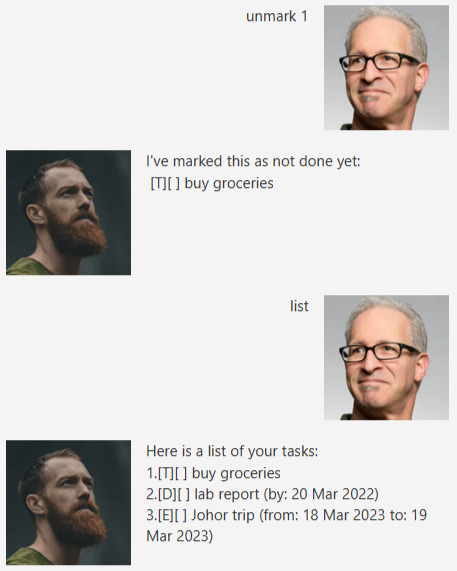 unmark 1
I've marked this as not done yet:
[T][ ] buy groceries
list
Here is a list of your tasks:
1.[T][ ] buy groceries
2.[D][ ] lab report (by: 20 Mar 2022)
3.[E][ ] Johor trip (from: 18 Mar 2023 to: 19
Mar 2023)